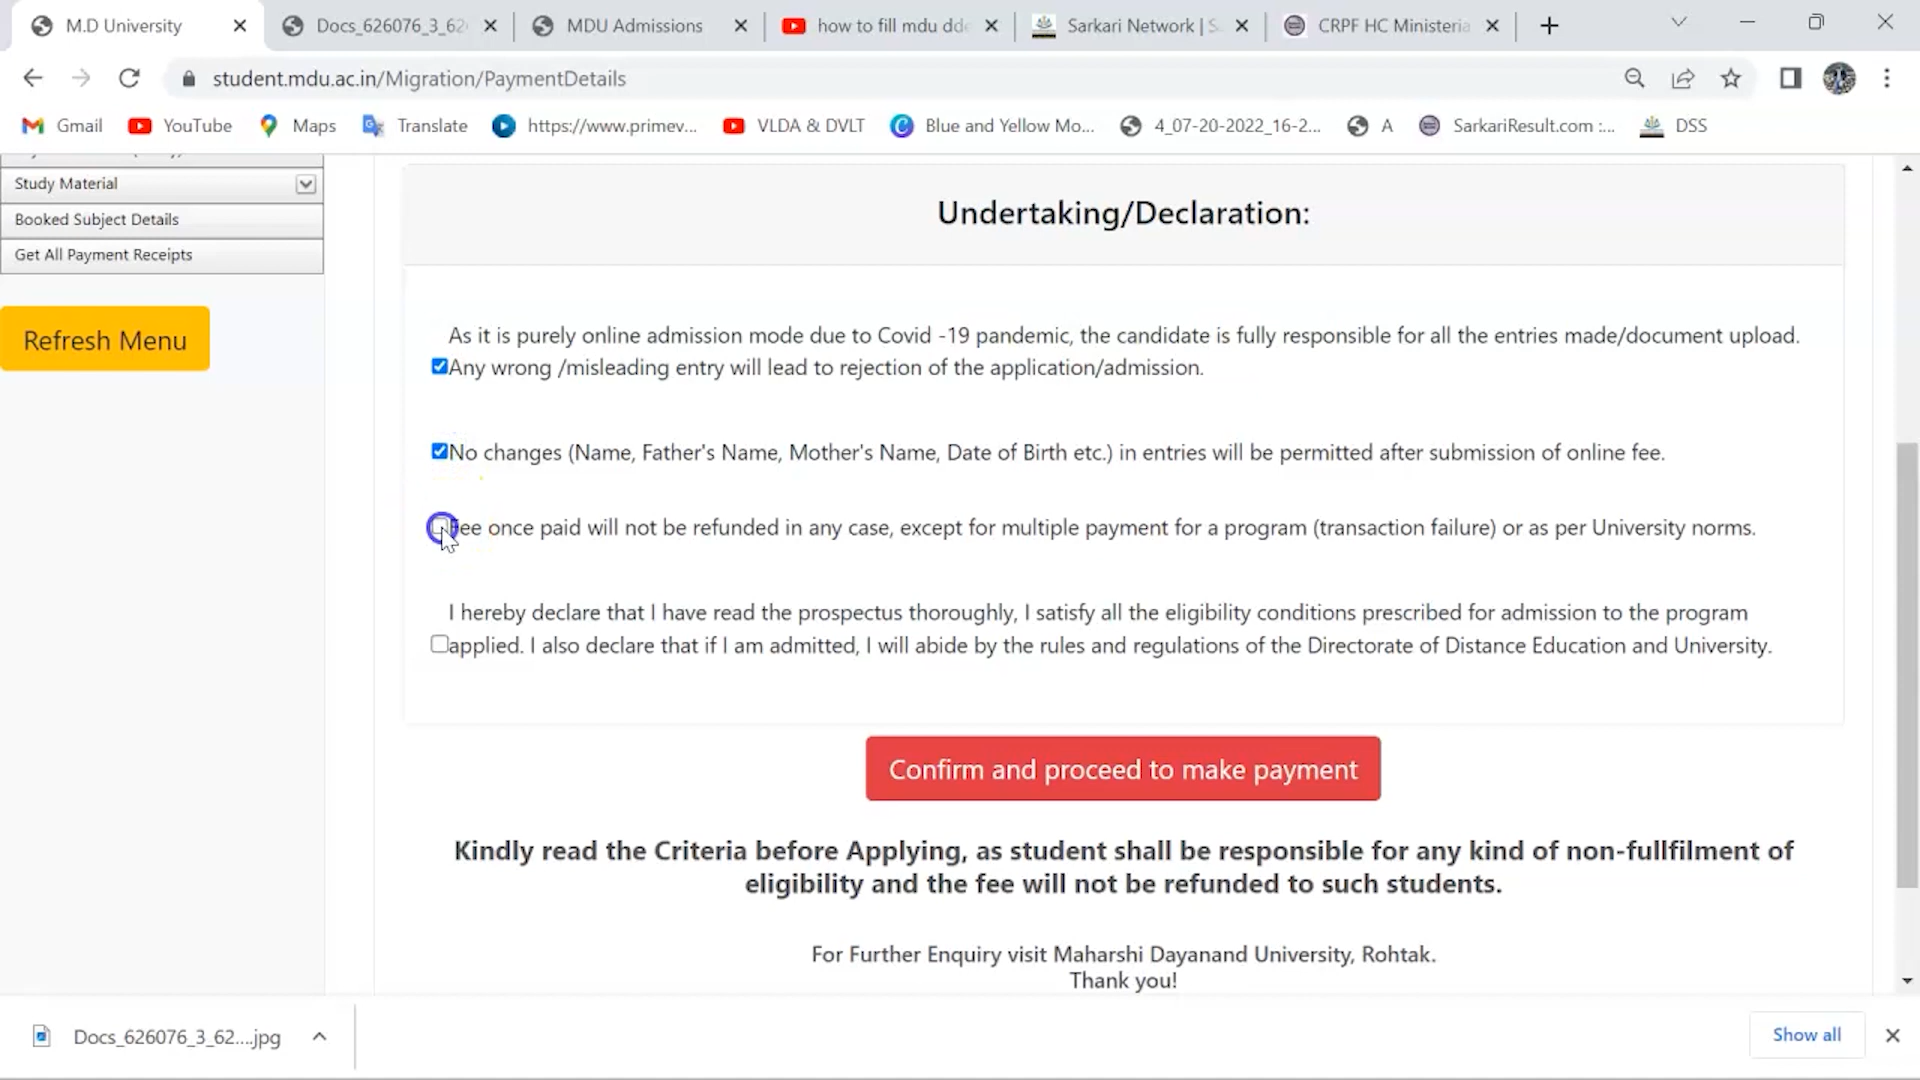 M.D University
Docs_626076_3_62
MDU Admissions
how to fill mdu dde
Sarkari Network | S
CRPF HC Ministeria
student.mdu.ac.in/Migration/PaymentDetails
Gmail
YouTube
Maps
Translate
https://www.primev...
VLDA & DVLT
Blue and Yellow Mo...
4_07-20-2022_16-2...
A
SarkariResult.com :...
DSS
Study Material
Booked Subject Details
Get All Payment Receipts
Refresh Menu
Undertaking/Declaration:
As it is purely online admission mode due to Covid -19 pandemic, the candidate is fully responsible for all the entries made/document upload.
Any wrong /misleading entry will lead to rejection of the application/admission.
No changes (Name, Father's Name, Mother's Name, Date of Birth etc.) in entries will be permitted after submission of online fee.
Fee once paid will not be refunded in any case, except for multiple payment for a program (transaction failure) or as per University norms.
I hereby declare that I have read the prospectus thoroughly, I satisfy all the eligibility conditions prescribed for admission to the program
applied. I also declare that if I am admitted, I will abide by the rules and regulations of the Directorate of Distance Education and University.
Confirm and proceed to make payment
Kindly read the Criteria before Applying, as student shall be responsible for any kind of non-fullfilment of
eligibility and the fee will not be refunded to such students.
For Further Enquiry visit Maharshi Dayanand University, Rohtak.
Thank you!
Docs_626076_3_62....jpg
Show all